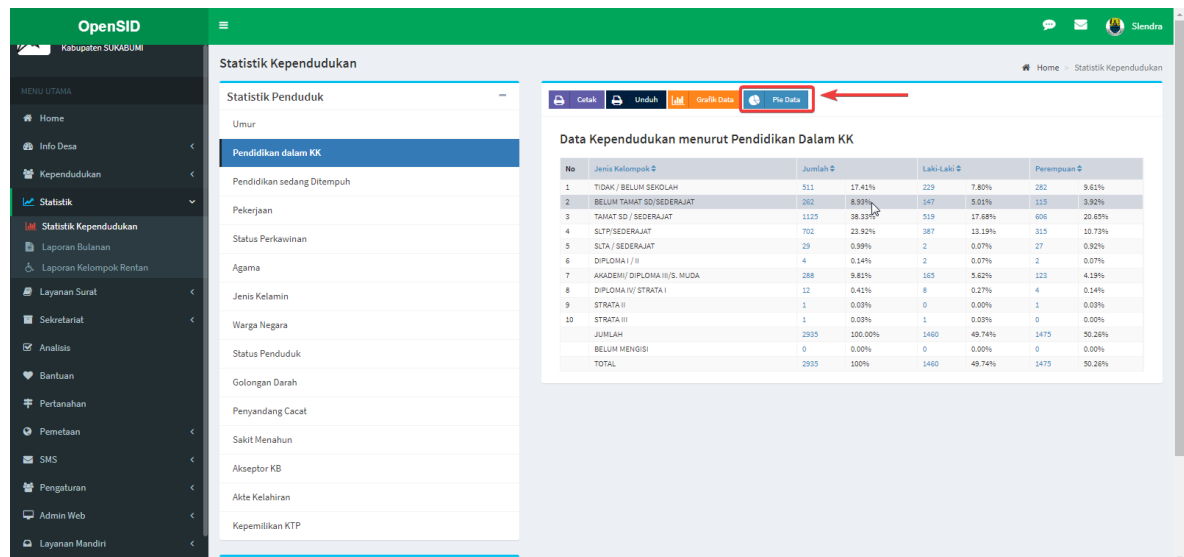 OpenSID
Slendra
Kabupaten SUKABUMI
MENU UTAMA
Home
Info Desa
Kependudukan
Statistik
Statistik Kependudukan
Laporan Bulanan
Laporan Kelompok Rentan
Layanan Surat
Sekretariat
Analisis
Bantuan
Pertanahan
Pemetaan
SMS
Pengaturan
Admin Web
Layanan Mandiri
Statistik Kependudukan
Home > Statistik Kependudukan
Statistik Penduduk
Umur
Pendidikan dalam KK
Pendidikan sedang Ditempuh
Pekerjaan
Status Perkawinan
Agama
Jenis Kelamin
Warga Negara
Status Penduduk
Golongan Darah
Penyandang Cacat
Sakit Menahun
Akseptor KB
Akte Kelahiran
Kepemilikan KTP
Cetak Unduh Grafik Data Pie Data
Data Kependudukan menurut Pendidikan Dalam KK
No Jenis Kelompok Jumlah Laki-Laki Perempuan
1 TIDAK / BELUM SEKOLAH 511 17.41% 229 7.80% 282 9.61%
2 BELUM TAMAT SD/SEDERAJAT 262 8.93% 147 5.01% 115 3.92%
3 TAMAT SD / SEDERAJAT 1125 38.33% 519 17.68% 606 20.65%
4 SLTP/SEDERAJAT 702 23.92% 387 13.19% 315 10.73%
5 SLTA / SEDERAJAT 29 0.99% 2 0.07% 27 0.92%
6 DIPLOMA I / II 4 0.14% 2 0.07% 2 0.07%
7 AKADEMI/ DIPLOMA III/S. MUDA 288 9.81% 165 5.62% 123 4.19%
8 DIPLOMA IV/ STRATA I 12 0.41% 8 0.27% 4 0.14%
9 STRATA II 1 0.03% 0 0.00% 1 0.03%
10 STRATA III 1 0.03% 1 0.03% 0 0.00%
JUMLAH 2935 100.00% 1460 49.74% 1475 50.26%
BELUM MENGISI 0 0.00% 0 0.00% 0 0.00%
TOTAL 2935 100% 1460 49.74% 1475 50.26%